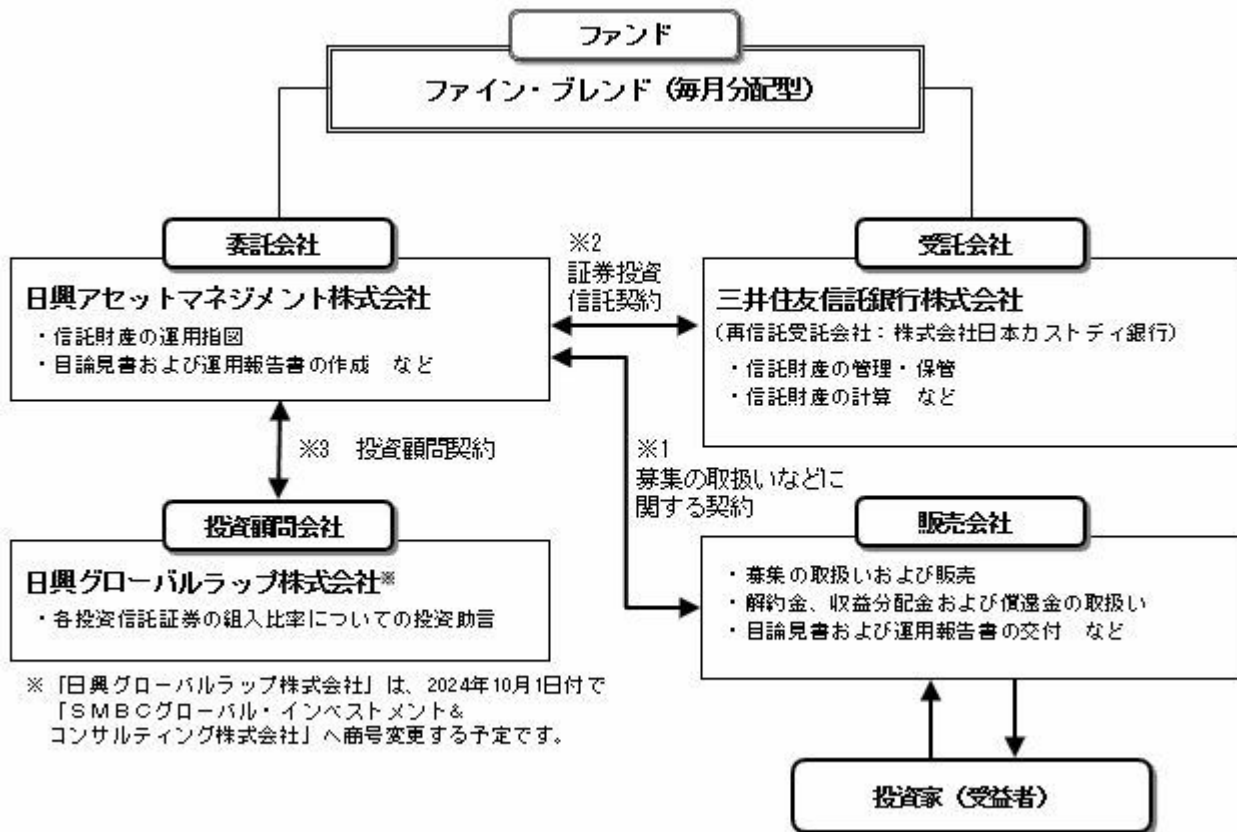 ファンド
ファイン・ブレンド（毎月分配型）
委託会社
日興アセットマネジメント株式会社
・信託財産の運用指図
・目論見書および運用報告書の作成　など
※2
証券投資
信託契約
受託会社
三井住友信託銀行株式会社
（再信託受託会社：株式会社日本カストディ銀行）
・信託財産の管理・保管
・信託財産の計算　など
※3　投資顧問契約
※1
募集の取扱いなどに
関する契約
投資顧問会社
日興グローバルラップ株式会社※
・各投資信託証券の組入比率についての投資助言
販売会社
・募集の取扱いおよび販売
・解約金、収益分配金および償還金の取扱い
・目論見書および運用報告書の交付　など
※「日興グローバルラップ株式会社」は、2024年10月1日付で
「ＳＭＢＣグローバル・インベストメント＆
コンサルティング株式会社」へ商号変更する予定です。
投資家（受益者）